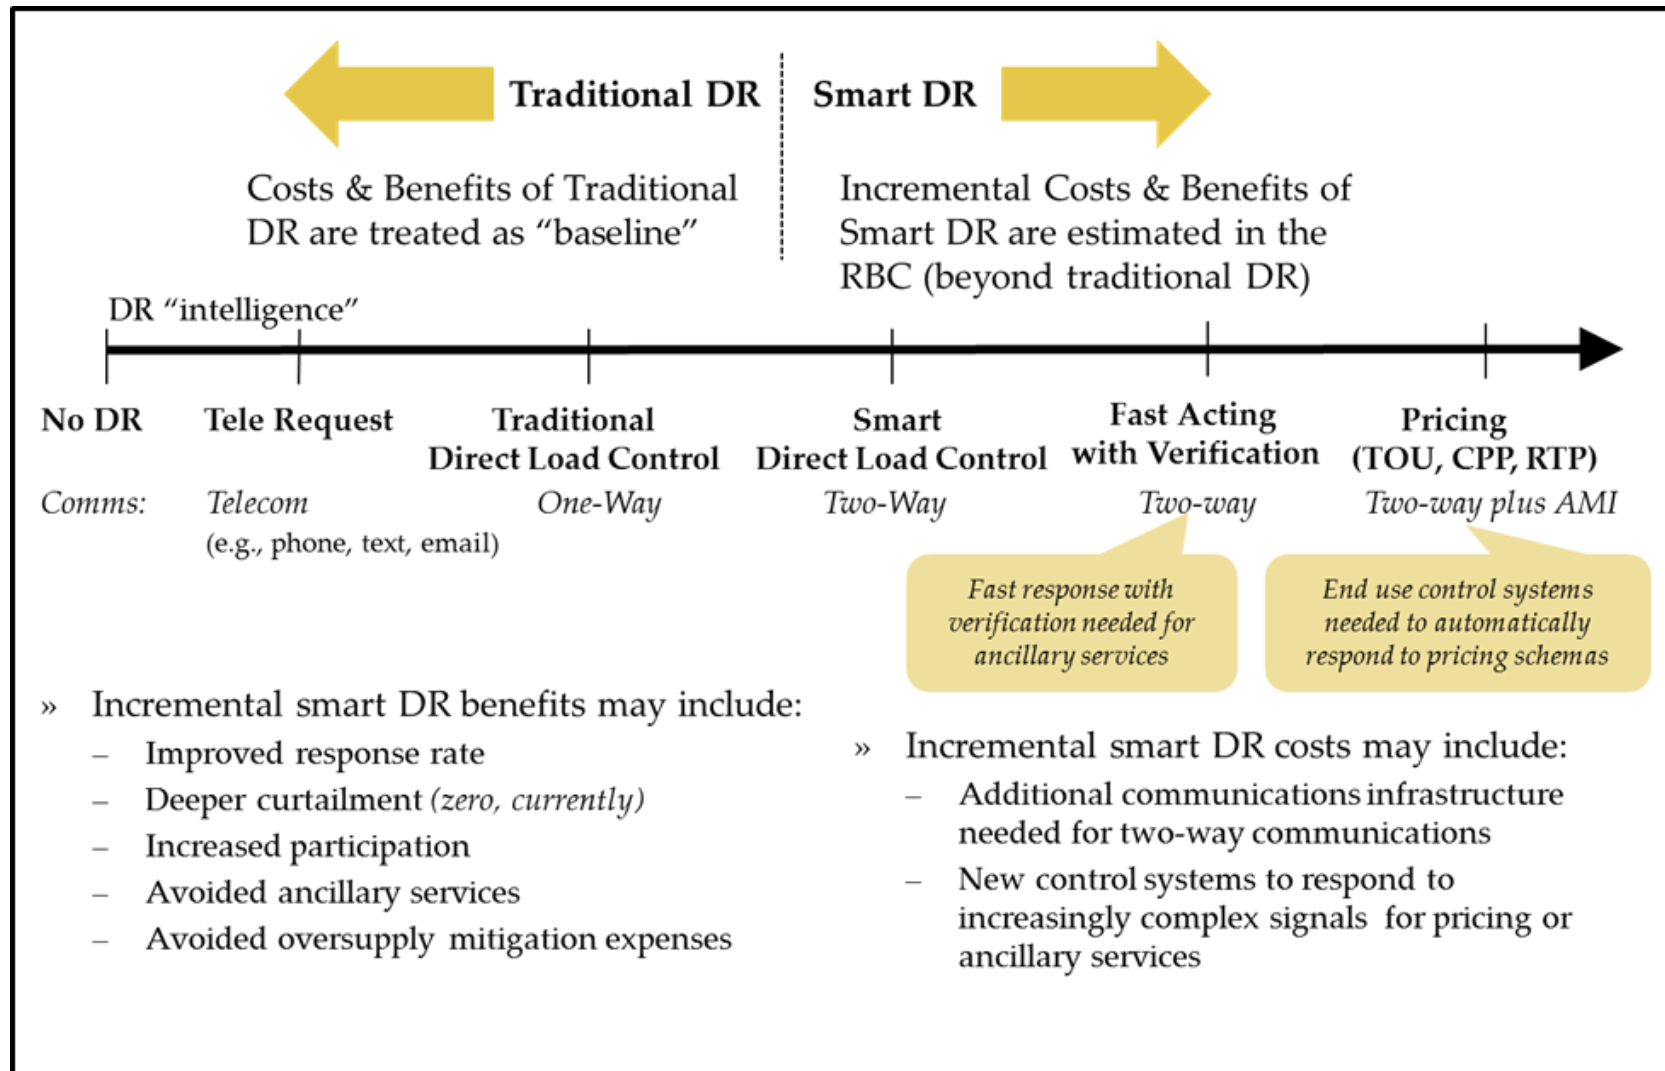 Traditional DR
Smart DR
Costs & Benefits of Traditional
DR are treated as “baseline”
Incremental Costs & Benefits of
Smart DR are estimated in the
RBC (beyond traditional DR)
DR “intelligence”
No DR
Tele Request
Traditional
Direct Load Control
Smart
Direct Load Control
Fast Acting
with Verification
Pricing
(TOU, CPP, RTP)
Comms:
Telecom
(e.g., phone, text, email)
One-Way
Two-Way
Two-way
Two-way plus AMI
Fast response with
verification needed for
ancillary services
End use control systems
needed to automatically
respond to pricing schemas
» Incremental smart DR benefits may include:
– Improved response rate
– Deeper curtailment (zero, currently)
– Increased participation
– Avoided ancillary services
– Avoided oversupply mitigation expenses
» Incremental smart DR costs may include:
– Additional communications infrastructure
needed for two-way communications
– New control systems to respond to
increasingly complex signals for pricing or
ancillary services